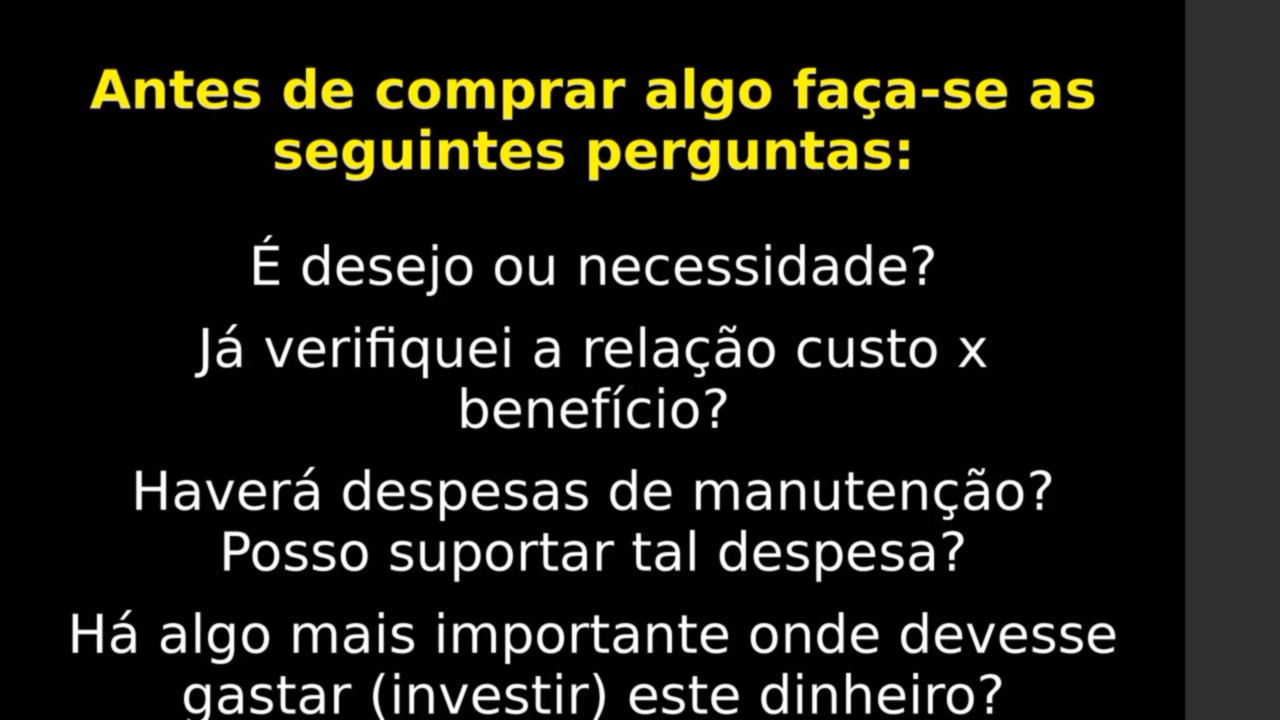 Antes de comprar algo faça-se as
seguintes perguntas:
É desejo ou necessidade?
Já verifiquei a relação custo x
benefício?
Haverá despesas de manutenção?
Posso suportar tal despesa?
Há algo mais importante onde devesse
gastar (investir) este dinheiro?